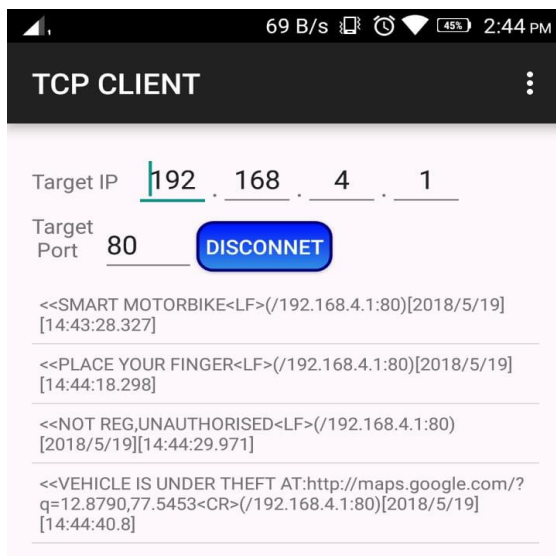 69 B/s 45% 2:44 PM
TCP CLIENT
Target IP 192 . 168 . 4 . 1
Target
Port 80 DISCONNET
<<SMART MOTORBIKE<LF>(/192.168.4.1:80)[2018/5/19]
[14:43:28.327]
<<PLACE YOUR FINGER<LF>(/192.168.4.1:80)[2018/5/19]
[14:44:18.298]
<<NOT REG,UNAUTHORISED<LF>(/192.168.4.1:80)
[2018/5/19][14:44:29.971]
<<VEHICLE IS UNDER THEFT AT:http://maps.google.com/?
q=12.8790,77.5453<CR>(/192.168.4.1:80)[2018/5/19]
[14:44:40.8]